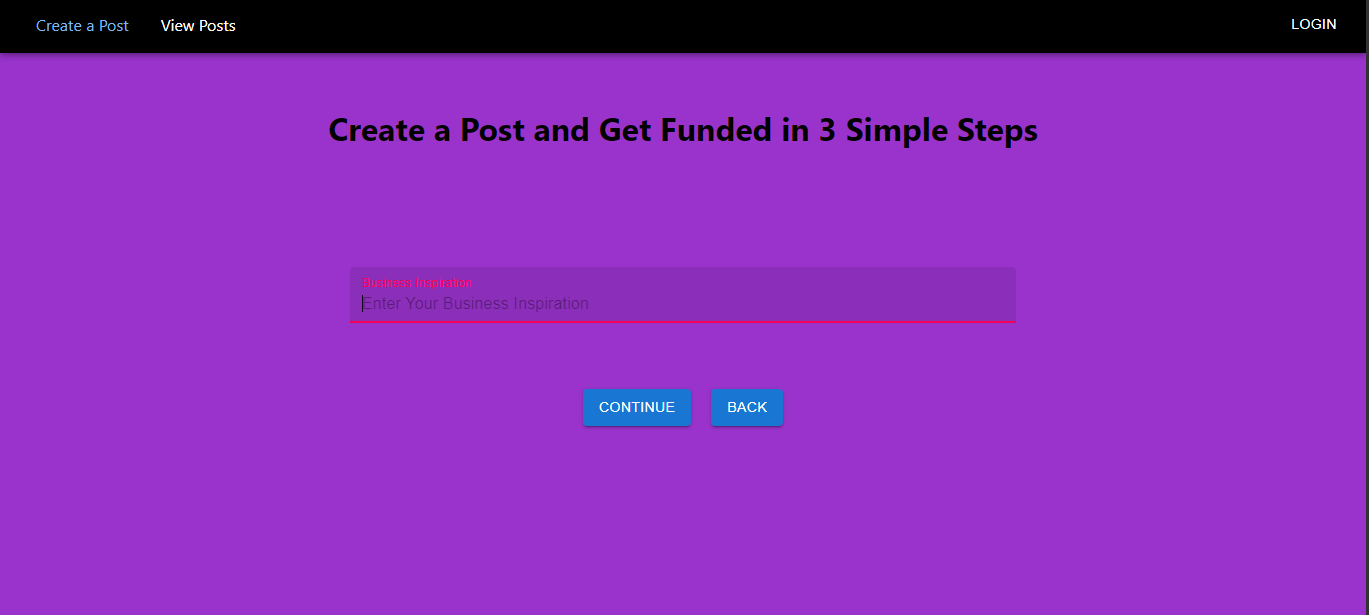 Create a Post View Posts LOGIN
Create a Post and Get Funded in 3 Simple Steps
Business Inspiration
Enter Your Business Inspiration
CONTINUE BACK